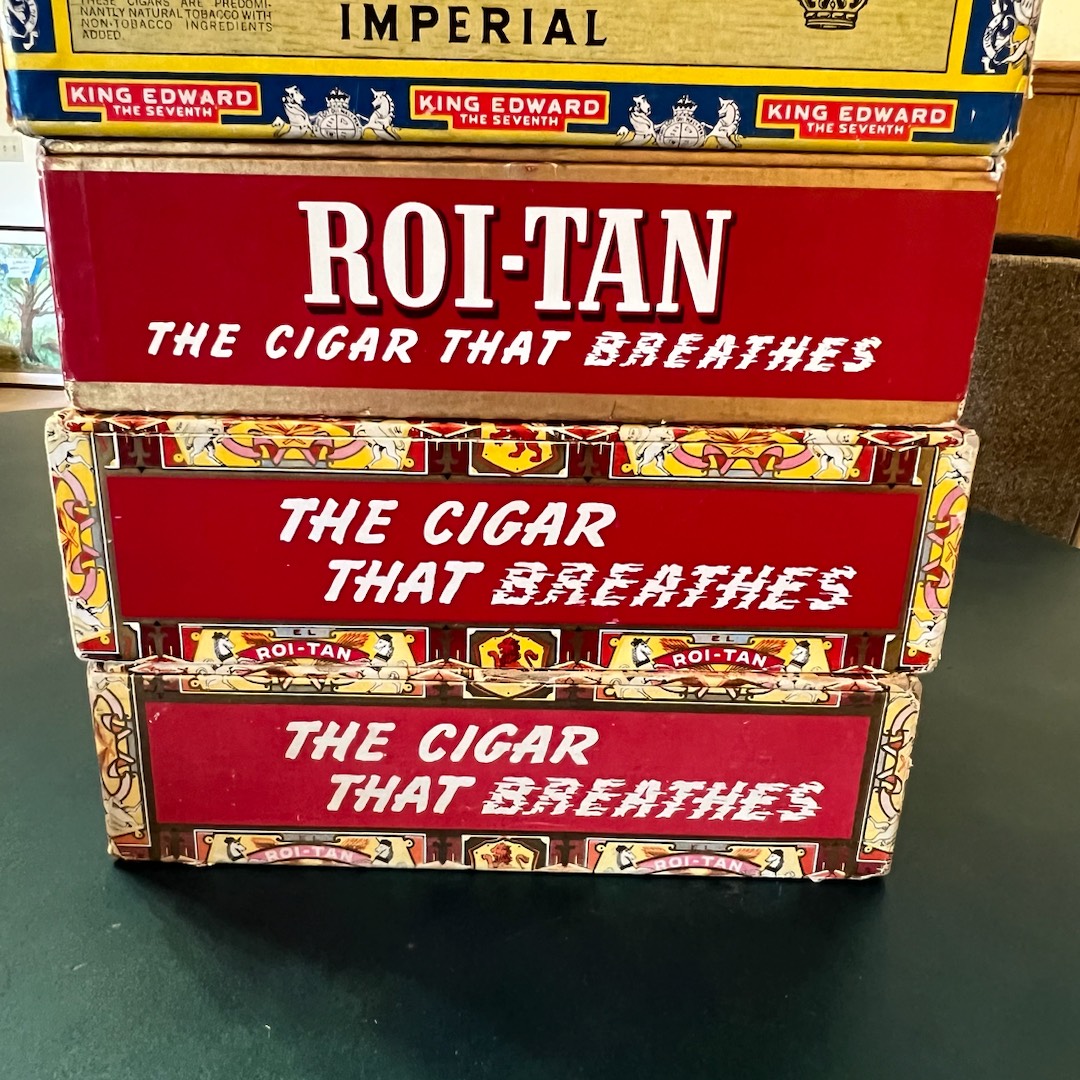 THESE CIGARS ARE PREDOMI-
NANTLY NATURAL TOBACCO WITH
NON-TOBACCO INGREDIENTS
ADDED.
IMPERIAL
KING EDWARD
THE SEVENTH
KING EDWARD
THE SEVENTH
KING EDWARD
THE SEVENTH
ROI-TAN
THE CIGAR THAT BREATHES
THE CIGAR
THAT BREATHES
EL
ROI-TAN
EL
ROI-TAN
THE CIGAR
THAT BREATHES
EL
ROI-TAN
EL
ROI-TAN